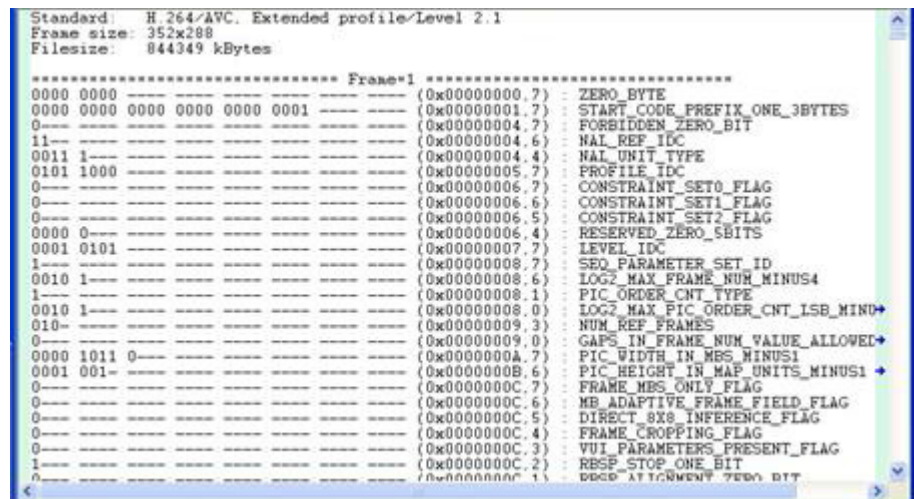 Standard: H.264/AVC, Extended profile/Level 2.1
Frame size: 352x288
Filesize: 844349 kBytes
******************************** Frame*1 ********************************
0000 0000 ---- ---- ---- ---- ---- ---- (0x00000000,7) : ZERO_BYTE
0000 0000 0000 0000 0000 0001 ---- ---- (0x00000001,7) : START_CODE_PREFIX_ONE_3BYTES
0--- ---- ---- ---- ---- ---- ---- ---- (0x00000004,7) : FORBIDDEN_ZERO_BIT
11-- ---- ---- ---- ---- ---- ---- ---- (0x00000004,6) : NAL_REF_IDC
0011 1--- ---- ---- ---- ---- ---- ---- (0x00000004,4) : NAL_UNIT_TYPE
0101 1000 ---- ---- ---- ---- ---- ---- (0x00000005,7) : PROFILE_IDC
0--- ---- ---- ---- ---- ---- ---- ---- (0x00000006,7) : CONSTRAINT_SET0_FLAG
0--- ---- ---- ---- ---- ---- ---- ---- (0x00000006,6) : CONSTRAINT_SET1_FLAG
0--- ---- ---- ---- ---- ---- ---- ---- (0x00000006,5) : CONSTRAINT_SET2_FLAG
0000 0--- ---- ---- ---- ---- ---- ---- (0x00000006,4) : RESERVED_ZERO_5BITS
0001 0101 ---- ---- ---- ---- ---- ---- (0x00000007,7) : LEVEL_IDC
1--- ---- ---- ---- ---- ---- ---- ---- (0x00000008,7) : SEQ_PARAMETER_SET_ID
0010 1--- ---- ---- ---- ---- ---- ---- (0x00000008,6) : LOG2_MAX_FRAME_NUM_MINUS4
1--- ---- ---- ---- ---- ---- ---- ---- (0x00000008,1) : PIC_ORDER_CNT_TYPE
0010 1--- ---- ---- ---- ---- ---- ---- (0x00000008,0) : LOG2_MAX_PIC_ORDER_CNT_LSB_MINU
010- ---- ---- ---- ---- ---- ---- ---- (0x00000009,3) : NUM_REF_FRAMES
0--- ---- ---- ---- ---- ---- ---- ---- (0x00000009,0) : GAPS_IN_FRAME_NUM_VALUE_ALLOWED
0000 1011 0--- ---- ---- ---- ---- ---- (0x0000000A,7) : PIC_WIDTH_IN_MBS_MINUS1
0001 001- ---- ---- ---- ---- ---- ---- (0x0000000B,6) : PIC_HEIGHT_IN_MAP_UNITS_MINUS1
0--- ---- ---- ---- ---- ---- ---- ---- (0x0000000C,7) : FRAME_MBS_ONLY_FLAG
0--- ---- ---- ---- ---- ---- ---- ---- (0x0000000C,6) : MB_ADAPTIVE_FRAME_FIELD_FLAG
0--- ---- ---- ---- ---- ---- ---- ---- (0x0000000C,5) : DIRECT_8X8_INFERENCE_FLAG
0--- ---- ---- ---- ---- ---- ---- ---- (0x0000000C,4) : FRAME_CROPPING_FLAG
0--- ---- ---- ---- ---- ---- ---- ---- (0x0000000C,3) : VUI_PARAMETERS_PRESENT_FLAG
1--- ---- ---- ---- ---- ---- ---- ---- (0x0000000C,2) : RBSP_STOP_ONE_BIT
0--- ---- ---- ---- ---- ---- ---- ---- (0x0000000C,1) : RBSP_ALIGNMENT_ZERO_BIT